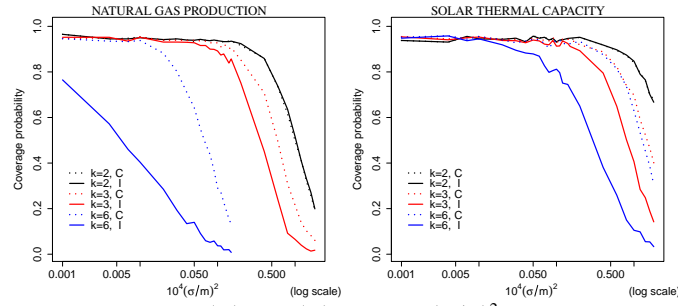 NATURAL GAS PRODUCTION
Coverage probability
1.0
0.8
0.6
0.4
0.2
0.0
k=2, C
k=2, I
k=3, C
k=3, I
k=6, C
k=6, I
0.001 0.005 0.050 0.500
10⁴(σ/m)² (log scale)
SOLAR THERMAL CAPACITY
Coverage probability
1.0
0.8
0.6
0.4
0.2
0.0
k=2, C
k=2, I
k=3, C
k=3, I
k=6, C
k=6, I
0.001 0.005 0.050 0.500
10⁴(σ/m)² (log scale)